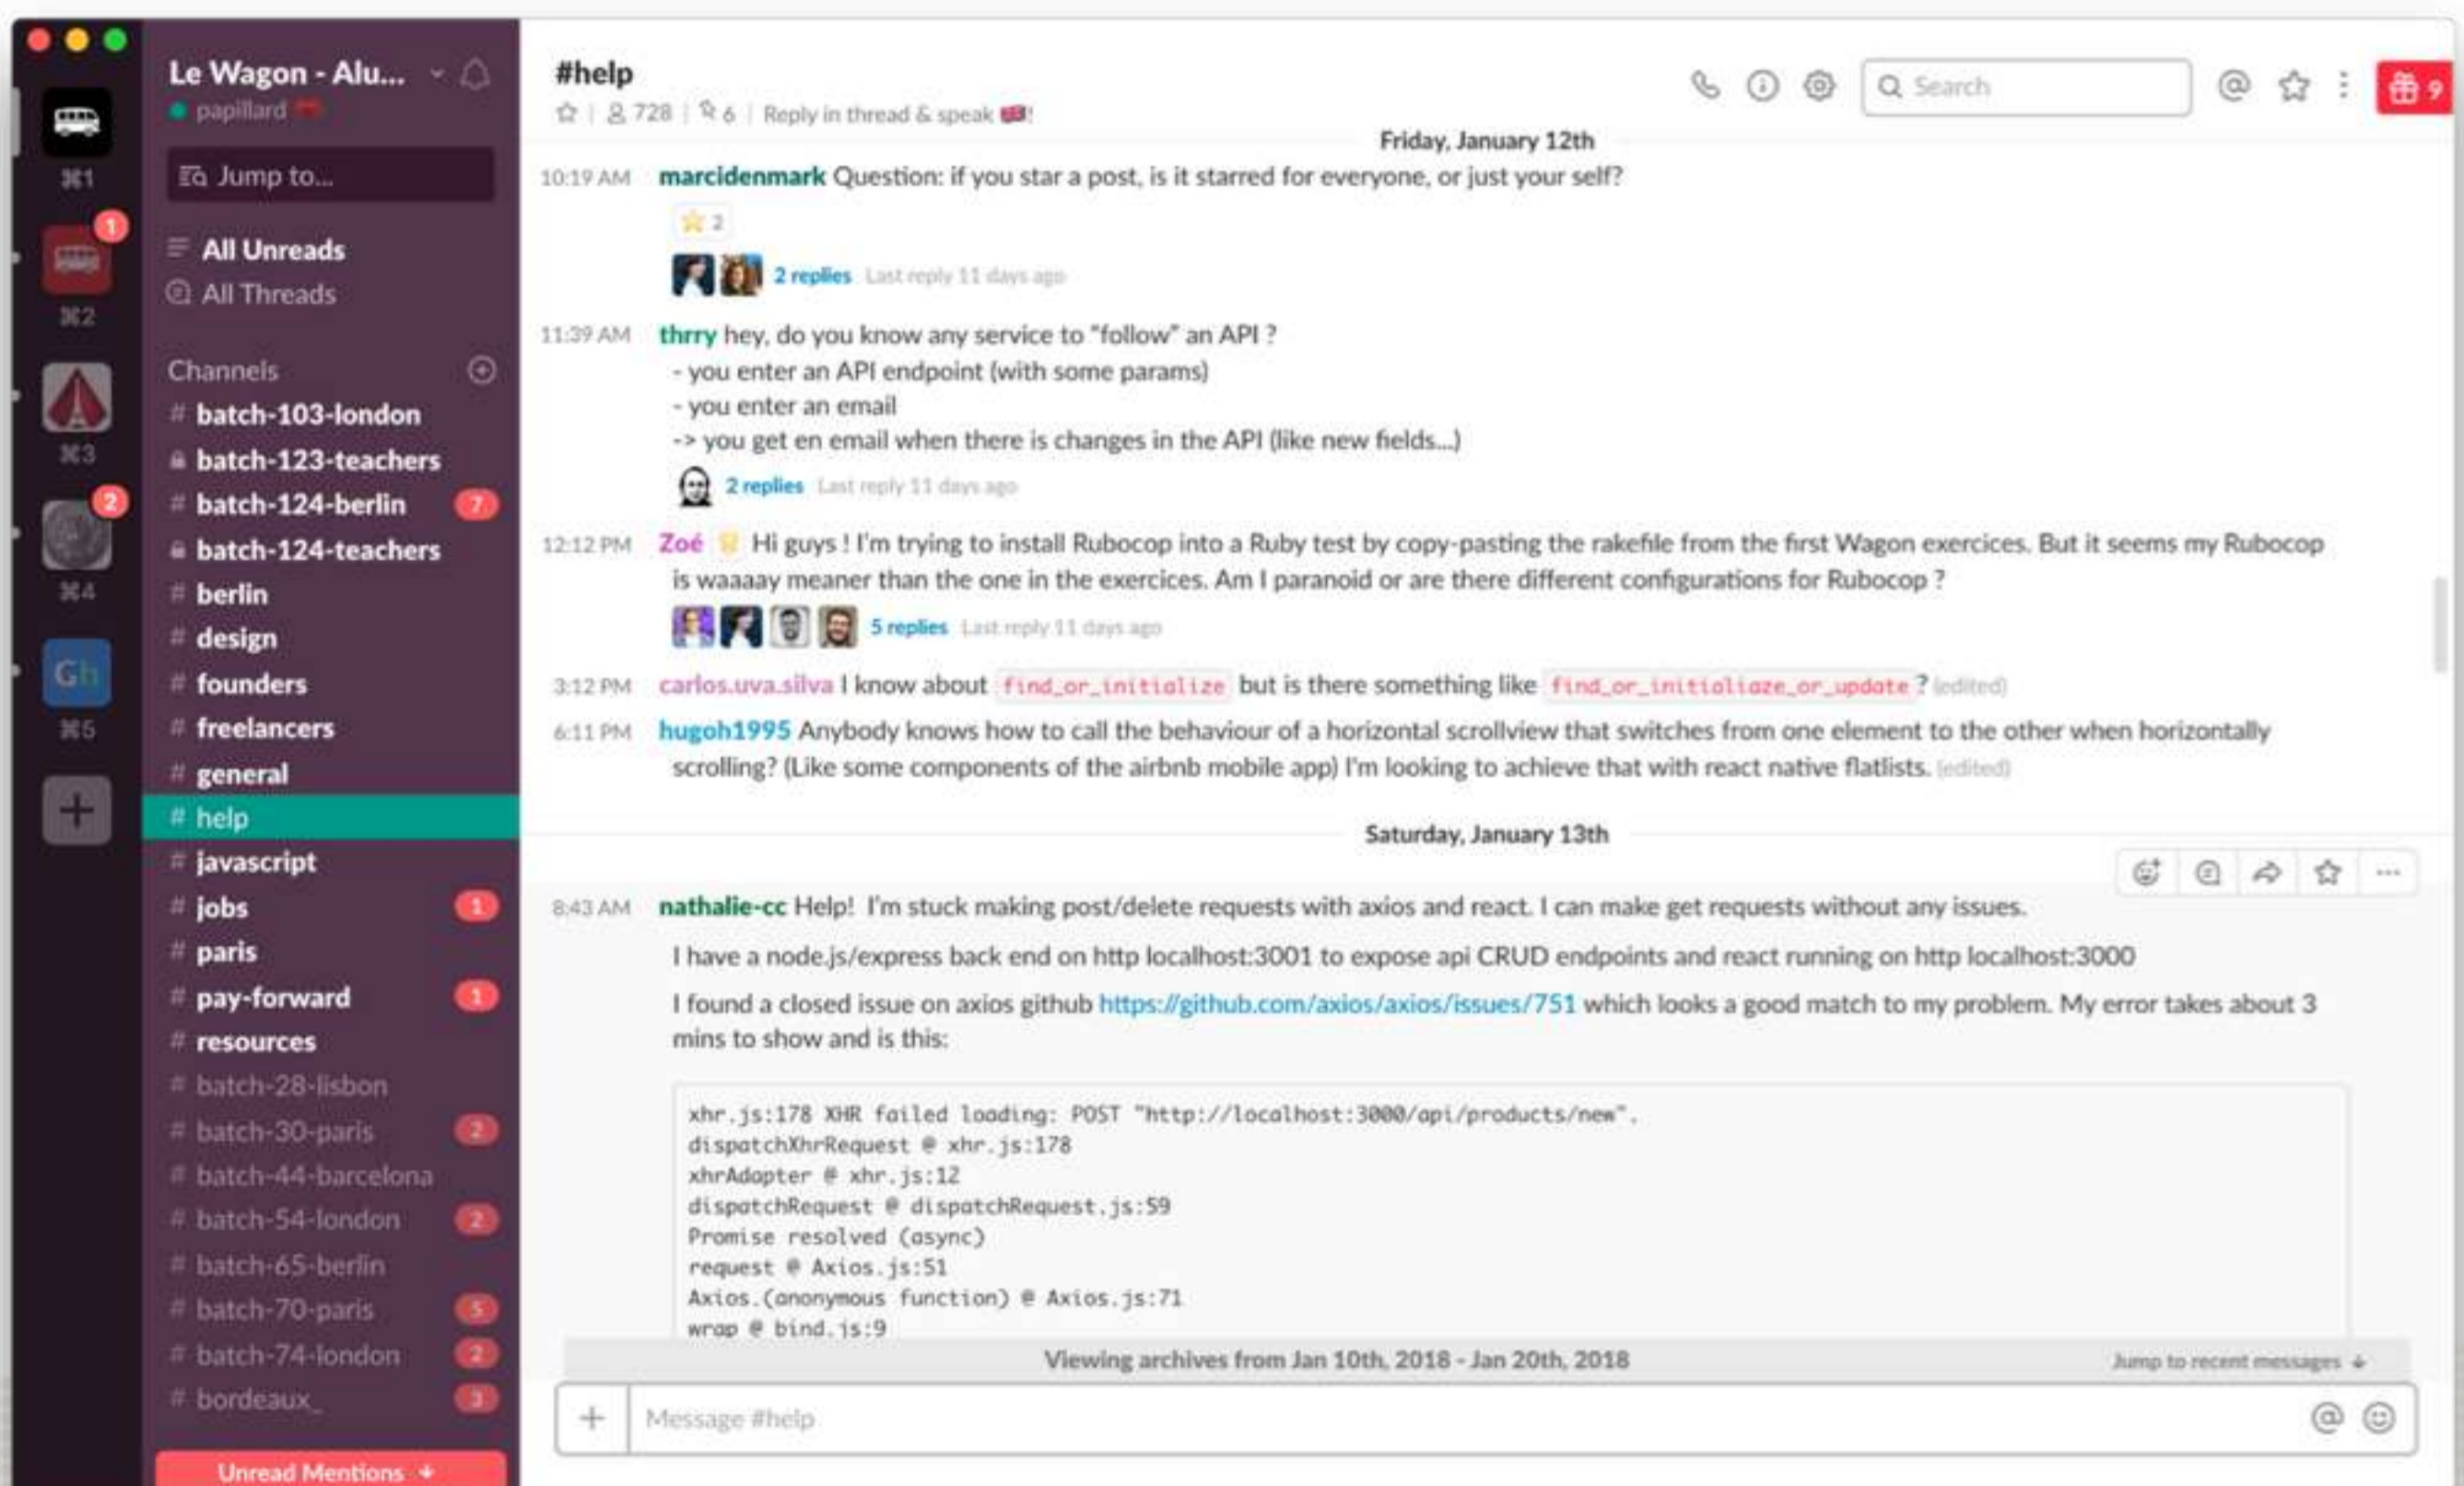 Le Wagon - Alu...
papillard
Jump to...
All Unreads
All Threads
Channels
# batch-103-london
batch-123-teachers
# batch-124-berlin 7
batch-124-teachers
# berlin
# design
# founders
# freelancers
# general
# help
# javascript
# jobs 1
# paris
# pay-forward 1
# resources
# batch-28-lisbon
# batch-30-paris 2
# batch-44-barcelona
# batch-54-london 2
# batch-65-berlin
# batch-70-paris 5
# batch-74-london 2
# bordeaux_ 3
Unread Mentions ↓
⌘1
1
⌘2
⌘3
2
⌘4
Gh
⌘5
+
#help
728 | 6 | Reply in thread & speak 🇬🇧!
Search
@
9
Friday, January 12th
10:19 AM marcidenmark Question: if you star a post, is it starred for everyone, or just your self?
2
2 replies Last reply 11 days ago
11:39 AM thrry hey, do you know any service to "follow" an API ?
- you enter an API endpoint (with some params)
- you enter an email
-> you get en email when there is changes in the API (like new fields...)
2 replies Last reply 11 days ago
12:12 PM Zoé Hi guys ! I'm trying to install Rubocop into a Ruby test by copy-pasting the rakefile from the first Wagon exercices. But it seems my Rubocop
is waaaay meaner than the one in the exercices. Am I paranoid or are there different configurations for Rubocop ?
5 replies Last reply 11 days ago
3:12 PM carlos.uva.silva I know about find_or_initialize but is there something like find_or_initialiaze_or_update ? (edited)
6:11 PM hugoh1995 Anybody knows how to call the behaviour of a horizontal scrollview that switches from one element to the other when horizontally
scrolling? (Like some components of the airbnb mobile app) I'm looking to achieve that with react native flatlists. (edited)
Saturday, January 13th
8:43 AM nathalie-cc Help! I'm stuck making post/delete requests with axios and react. I can make get requests without any issues.
I have a node.js/express back end on http localhost:3001 to expose api CRUD endpoints and react running on http localhost:3000
I found a closed issue on axios github https://github.com/axios/axios/issues/751 which looks a good match to my problem. My error takes about 3
mins to show and is this:
xhr.js:178 XHR failed loading: POST "http://localhost:3000/api/products/new".
dispatchXhrRequest @ xhr.js:178
xhrAdapter @ xhr.js:12
dispatchRequest @ dispatchRequest.js:59
Promise resolved (async)
request @ Axios.js:51
Axios.(anonymous function) @ Axios.js:71
wrap @ bind.js:9
Viewing archives from Jan 10th, 2018 - Jan 20th, 2018
Jump to recent messages ↓
+ Message #help @